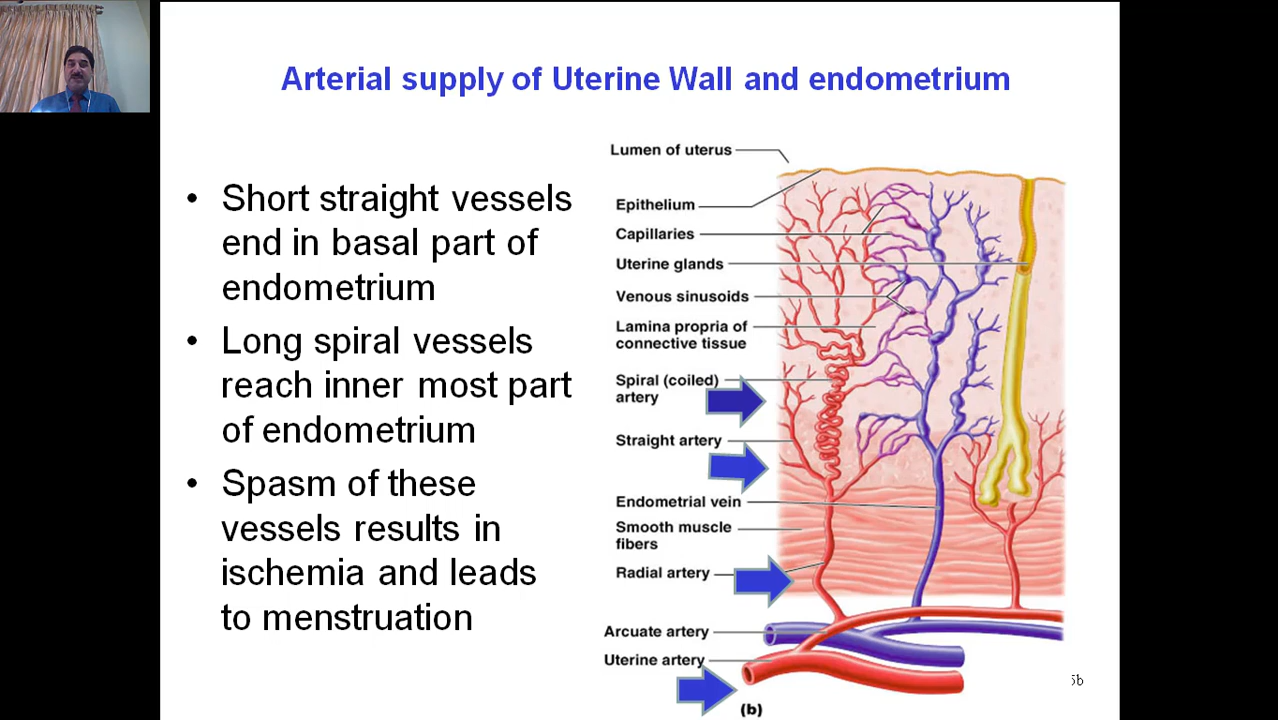 Arterial supply of Uterine Wall and endometrium
• Short straight vessels
end in basal part of
endometrium
• Long spiral vessels
reach inner most part
of endometrium
• Spasm of these
vessels results in
ischemia and leads
to menstruation
Lumen of uterus
Epithelium
Capillaries
Uterine glands
Venous sinusoids
Lamina propria of
connective tissue
Spiral (coiled)
artery
Straight artery
Endometrial vein
Smooth muscle
fibers
Radial artery
Arcuate artery
Uterine artery
(b)
5b